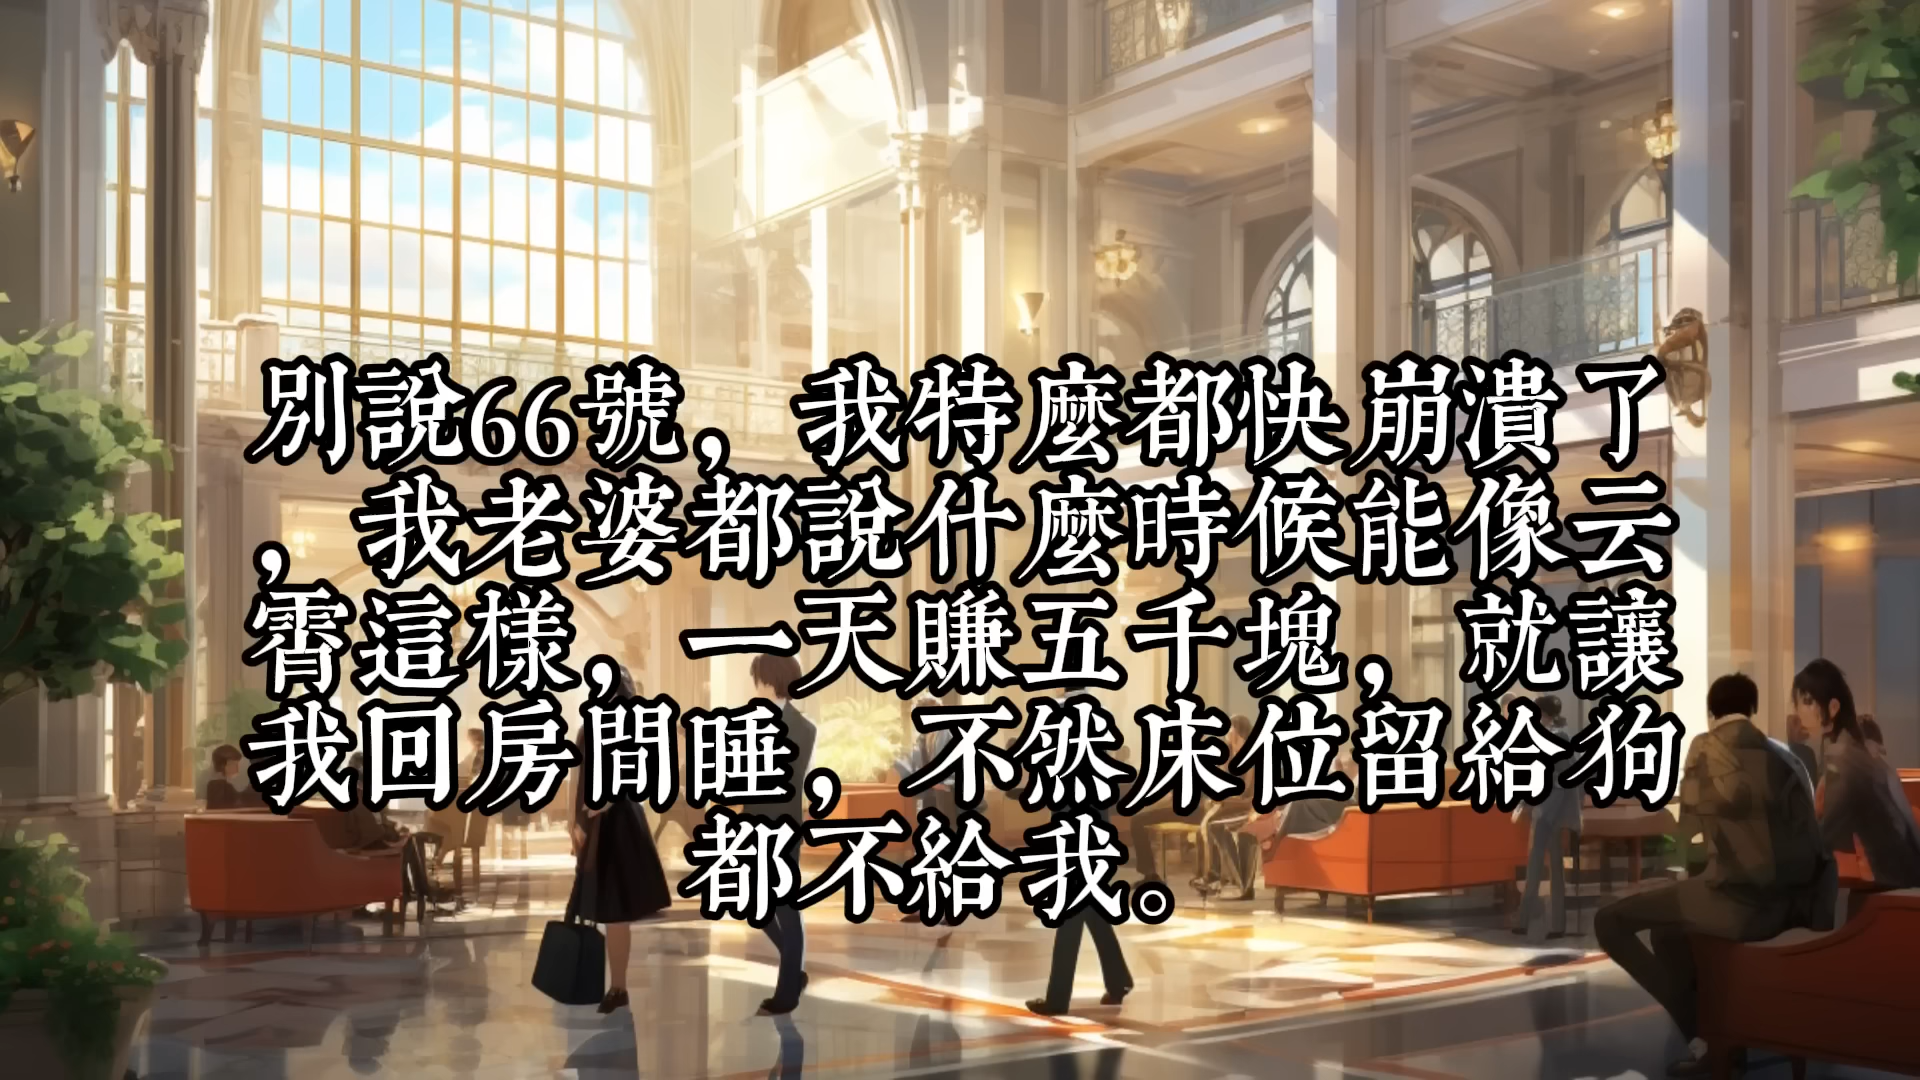 別說66號，我特麼都快崩潰了
，我老婆都說什麼時候能像云
霄這樣，一天賺五千塊，就讓
我回房間睡，不然床位留給狗
都不給我。